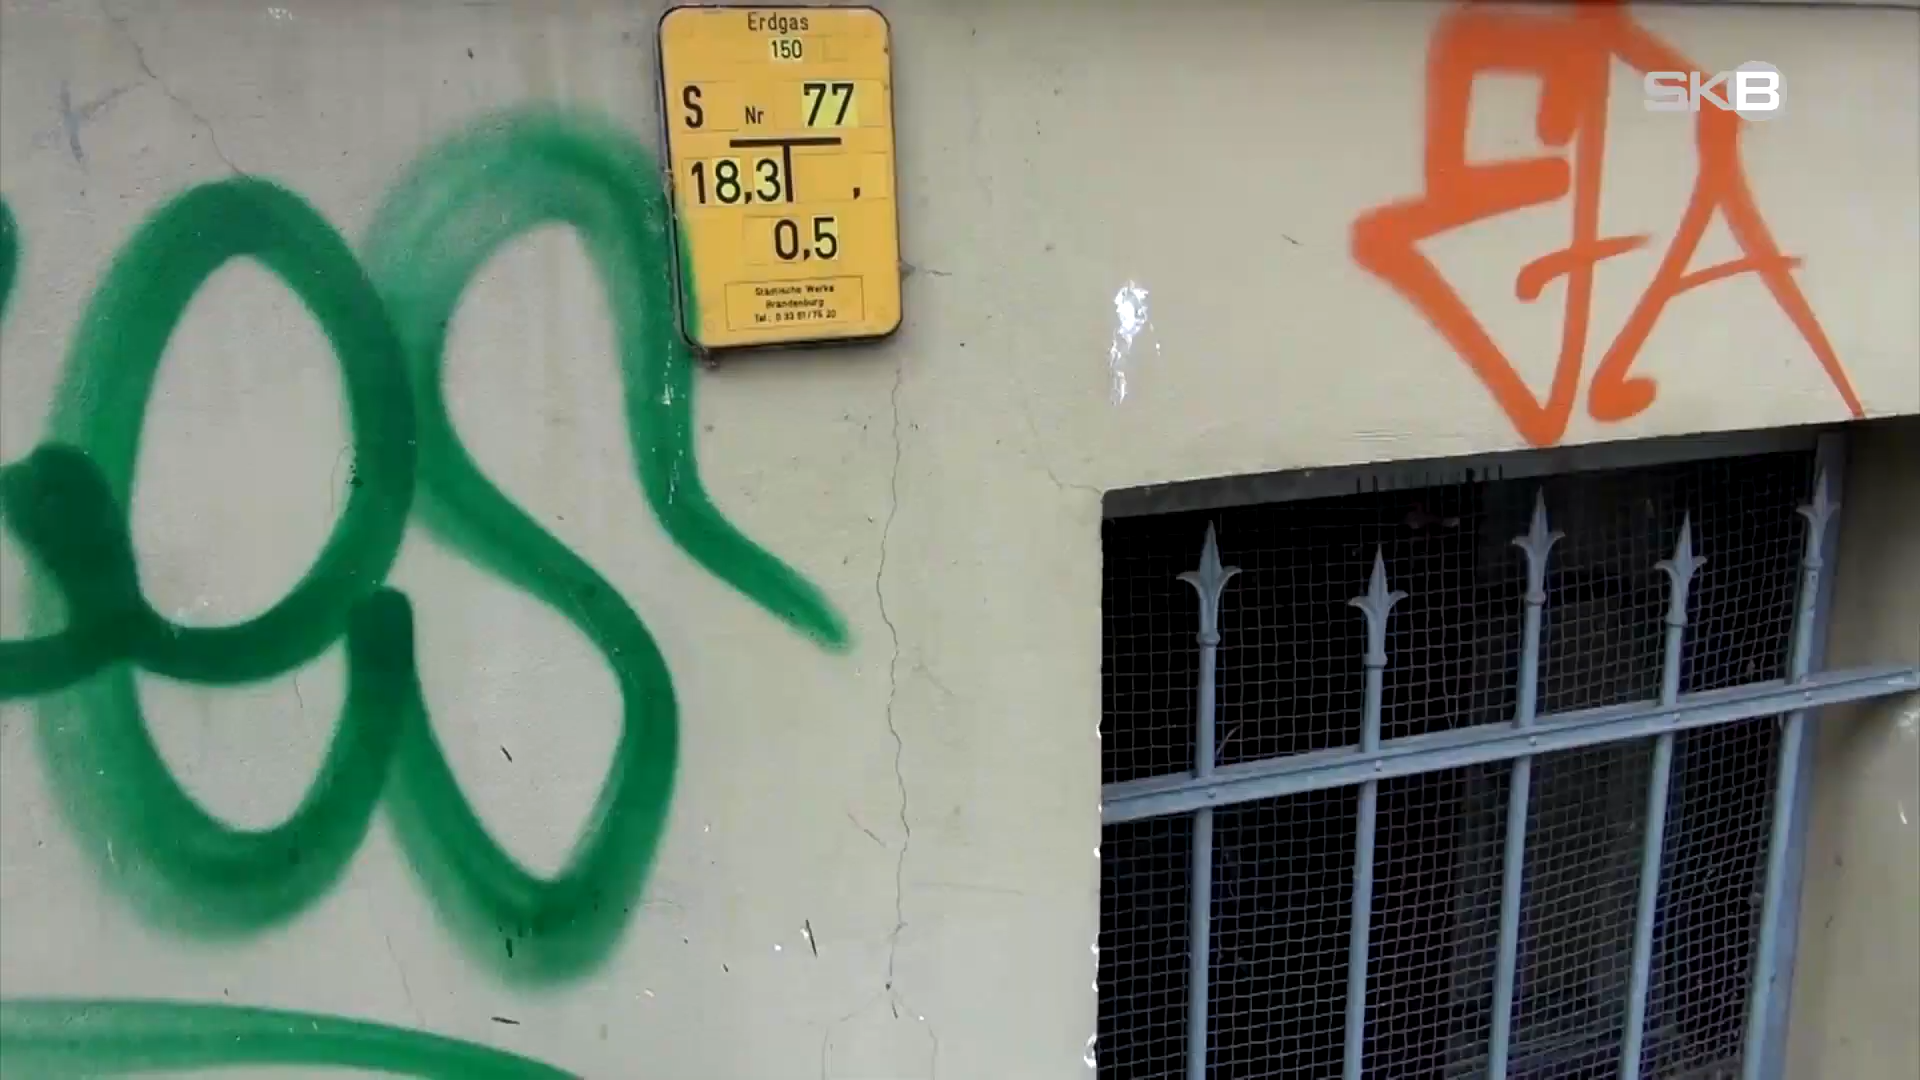 Erdgas
150
S Nr 77
18,3 ,
0,5
Städtische Werke
Brandenburg
SKB